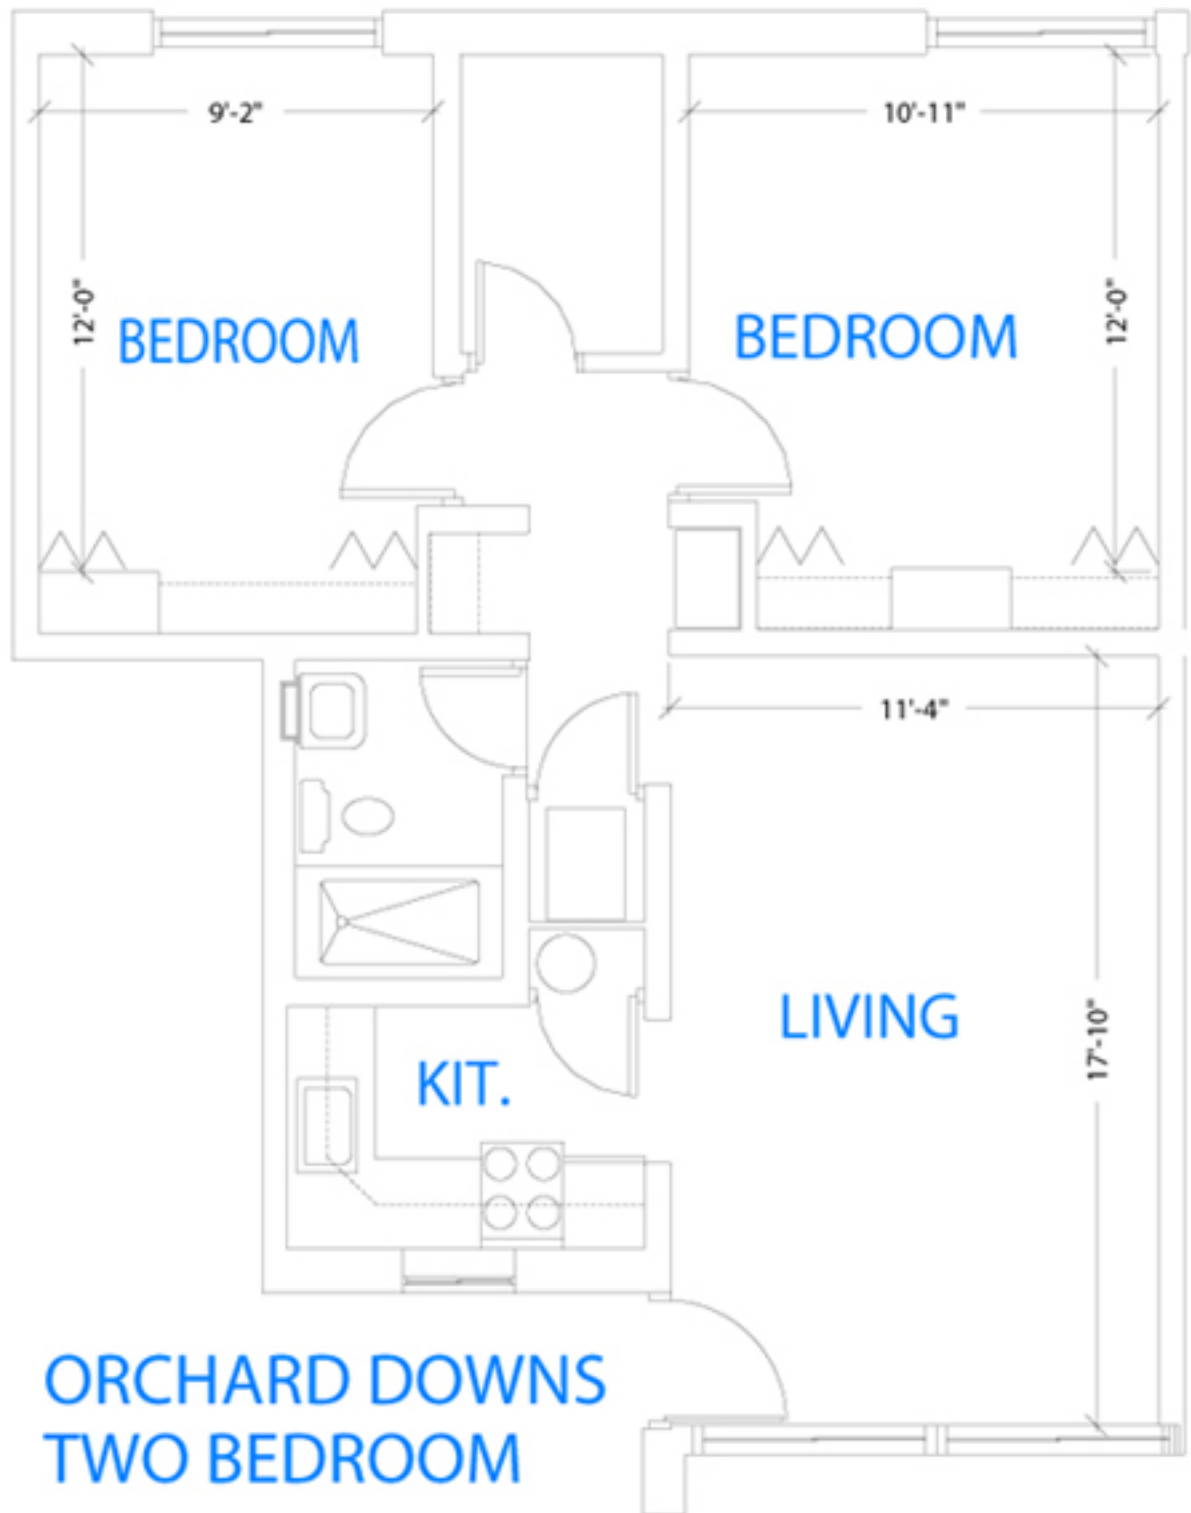 9'-2"
10'-11"
12'-0"
12'-0"
BEDROOM
BEDROOM
11'-4"
LIVING
17'-10"
KIT.
ORCHARD DOWNS
TWO BEDROOM